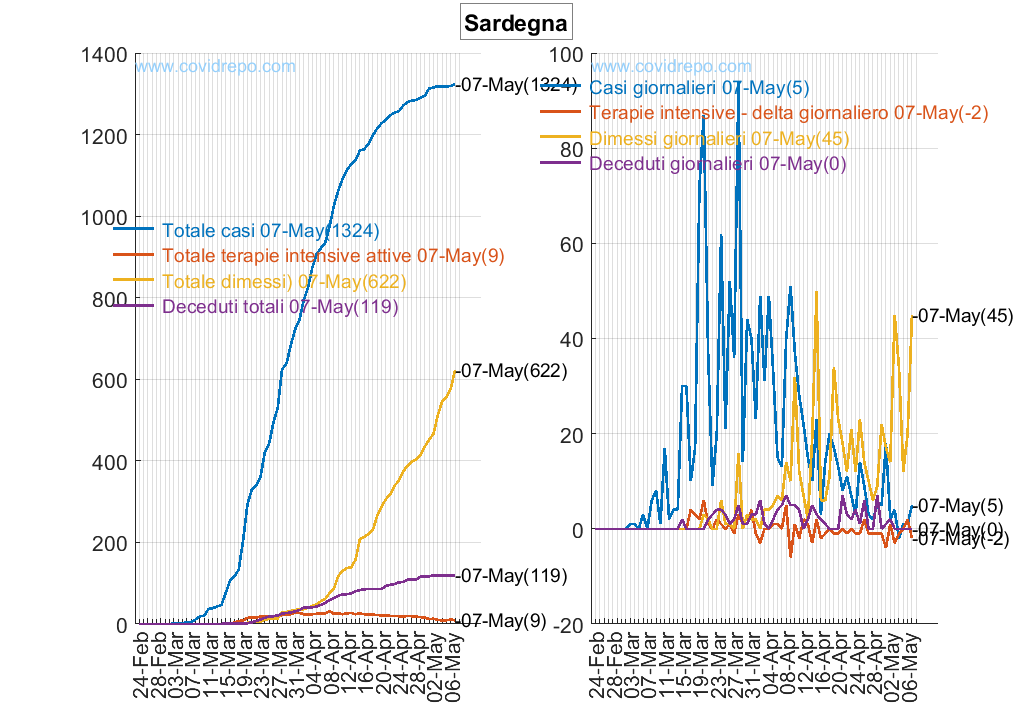 Sardegna
1400
1200
1000
800
600
400
200
0
www.covidrepo.com
-07-May(1324)
Totale casi 07-May(1324)
Totale terapie intensive attive 07-May(9)
Totale dimessi) 07-May(622)
Deceduti totali 07-May(119)
-07-May(622)
-07-May(119)
-07-May(9)
24-Feb
28-Feb
03-Mar
07-Mar
11-Mar
15-Mar
19-Mar
23-Mar
27-Mar
31-Mar
04-Apr
08-Apr
12-Apr
16-Apr
20-Apr
24-Apr
28-Apr
02-May
06-May
100
80
60
40
20
0
-20
www.covidrepo.com
Casi giornalieri 07-May(5)
Terapie intensive - delta giornaliero 07-May(-2)
Dimessi giornalieri 07-May(45)
Deceduti giornalieri 07-May(0)
-07-May(45)
-07-May(5)
-07-May(0)
-07-May(-2)
24-Feb
28-Feb
03-Mar
07-Mar
11-Mar
15-Mar
19-Mar
23-Mar
27-Mar
31-Mar
04-Apr
08-Apr
12-Apr
16-Apr
20-Apr
24-Apr
28-Apr
02-May
06-May